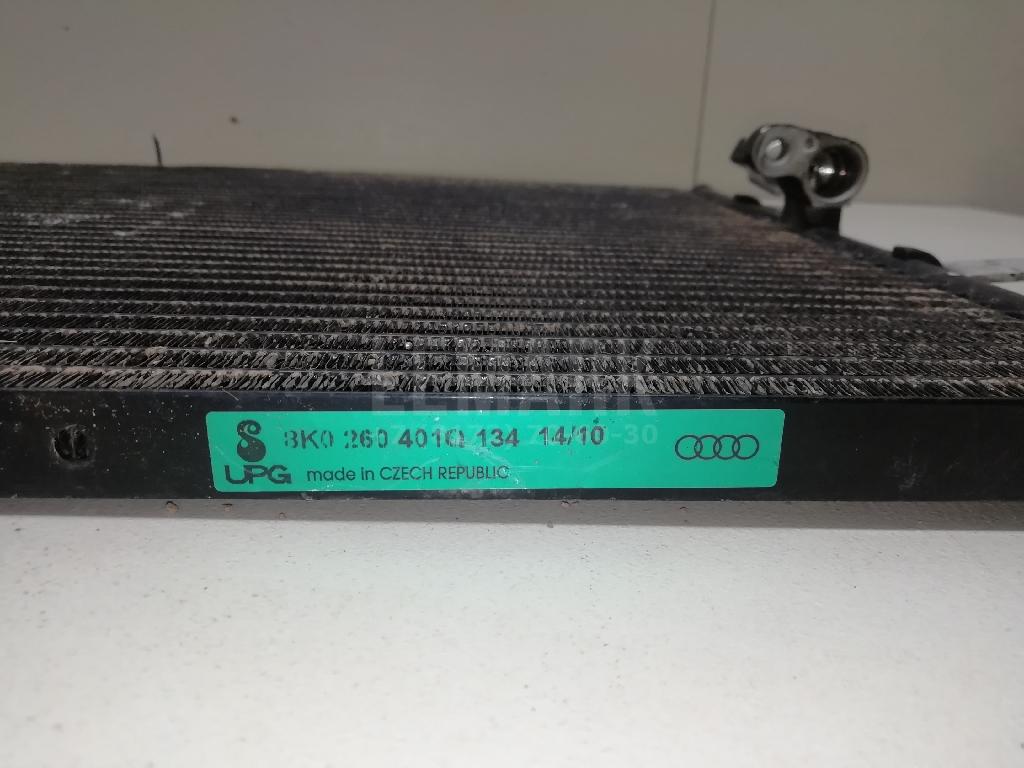 8K0 260 401Q 134 14/10
UPG made in CZECH REPUBLIC